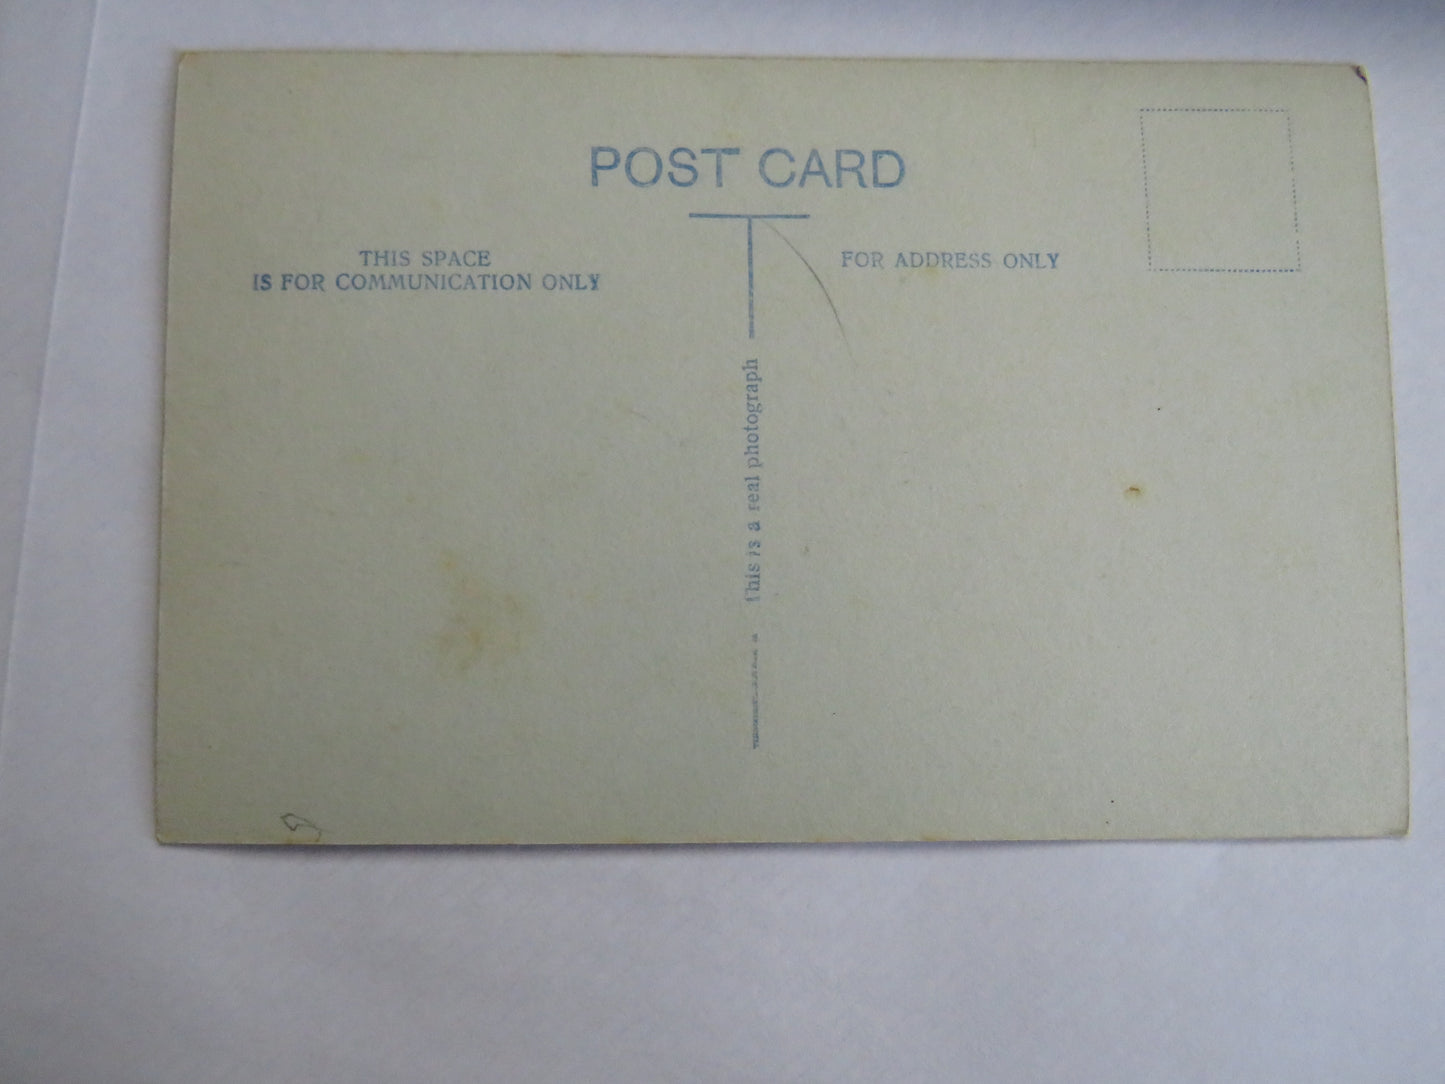 POST CARD
THIS SPACE
IS FOR COMMUNICATION ONLY
FOR ADDRESS ONLY
This is a real photograph